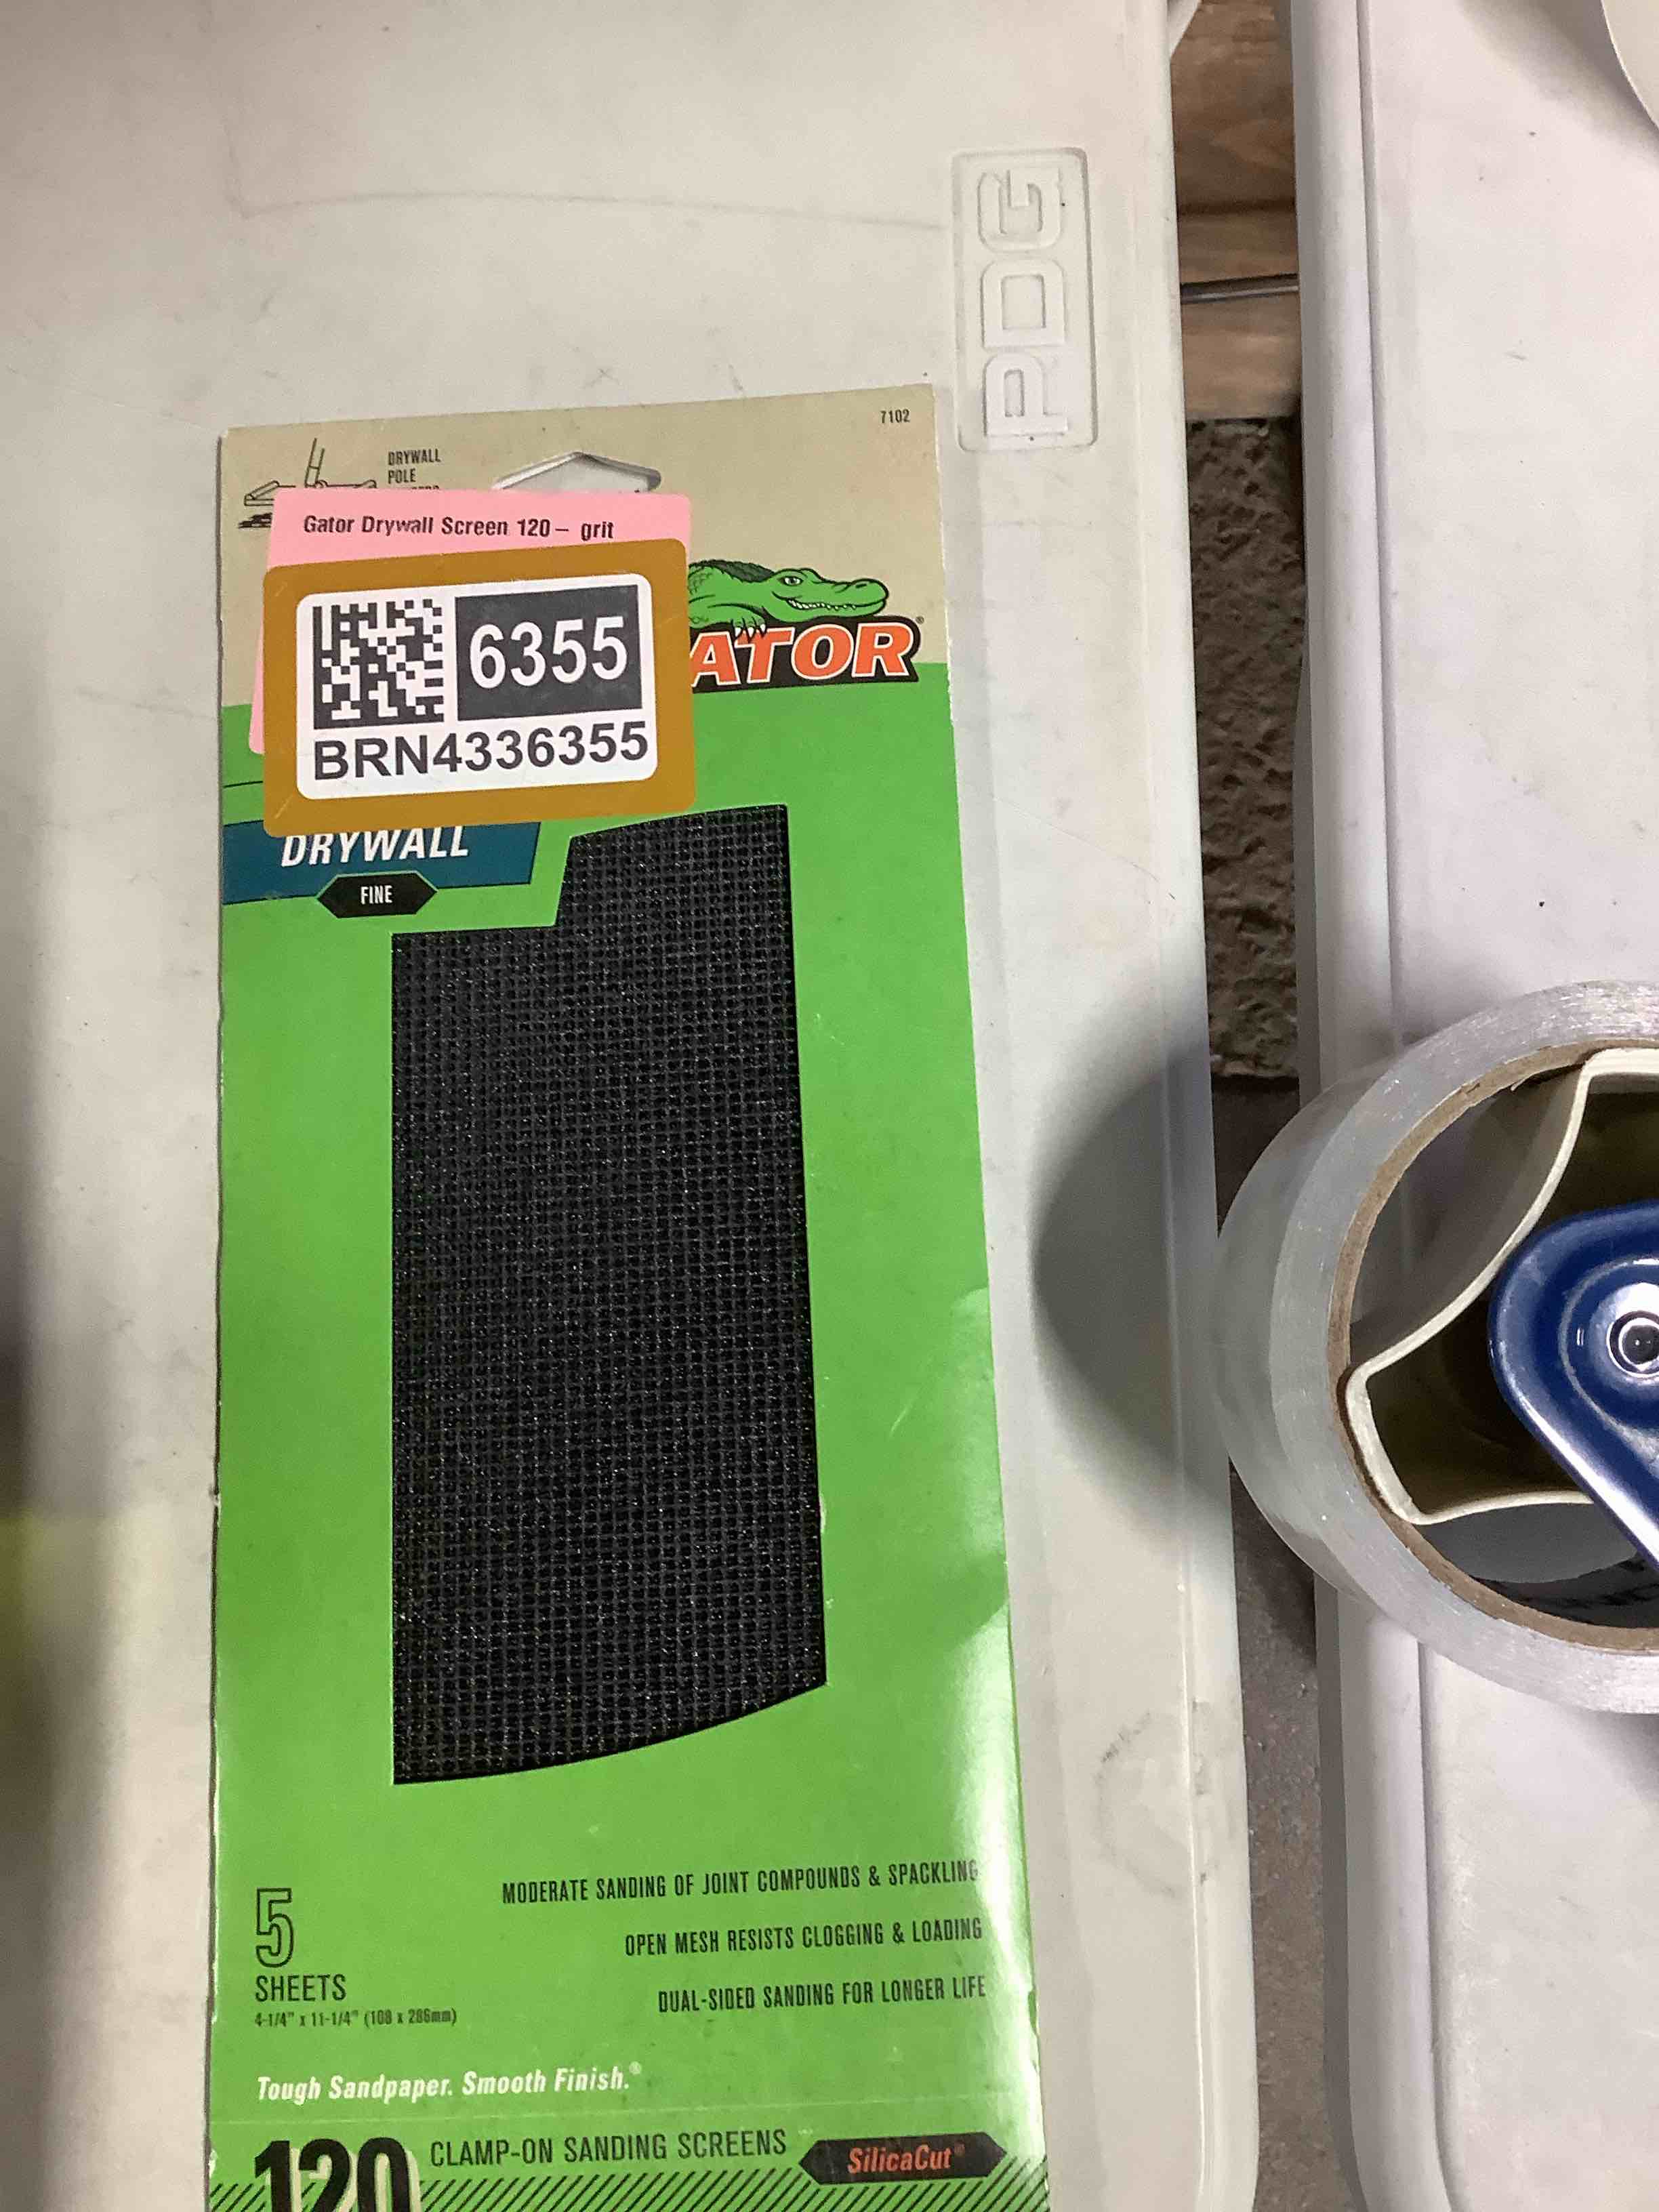 PDG
7102
DRYWALL
POLE
Gator Drywall Screen 120- grit
6355
BRN4336355
ATOR
DRYWALL
FINE
MODERATE SANDING OF JOINT COMPOUNDS & SPACKLING
OPEN MESH RESISTS CLOGGING & LOADING
DUAL-SIDED SANDING FOR LONGER LIFE
5
SHEETS
4-1/4" x 11-1/4" (108 x 286mm)
Tough Sandpaper. Smooth Finish.®
120 CLAMP-ON SANDING SCREENS SilicaCut®